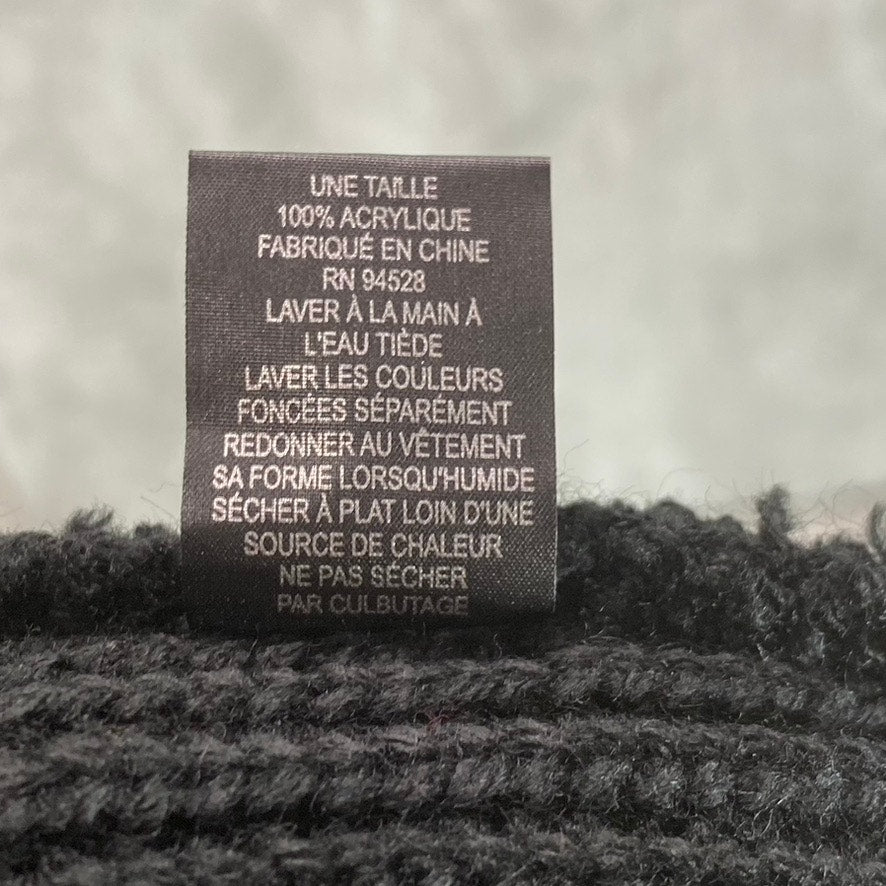 UNE TAILLE
100% ACRYLIQUE
FABRIQUÉ EN CHINE
RN 94528
LAVER À LA MAIN À
L'EAU TIÈDE
LAVER LES COULEURS
FONCÉES SÉPARÉMENT
REDONNER AU VÊTEMENT
SA FORME LORSQU'HUMIDE
SÉCHER À PLAT LOIN D'UNE
SOURCE DE CHALEUR
NE PAS SÉCHER
PAR CULBUTAGE